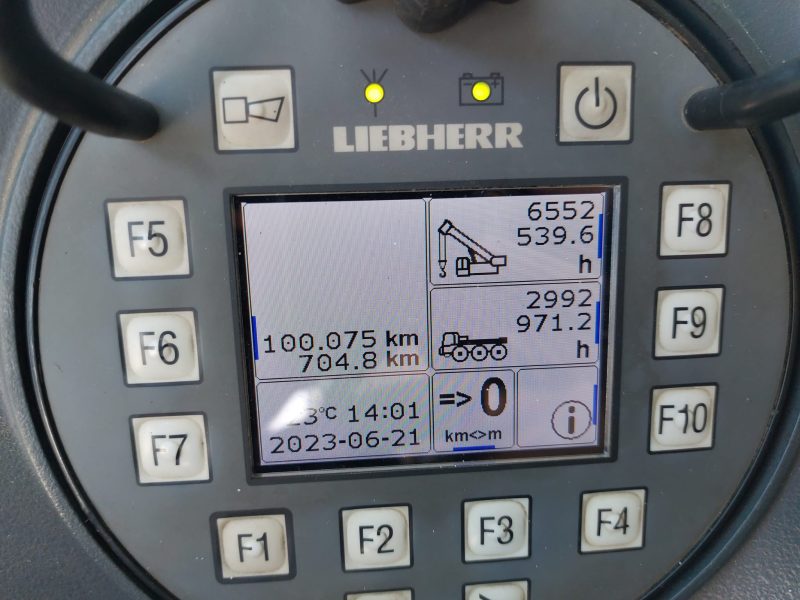 LIEBHERR
F5
F8
6552
539.6
h
F6
100.075 km
704.8 km
2992
971.2
h
F9
F7
°C 14:01
2023-06-21
=> 0
km<>m
i
F10
F1
F2
F3
F4